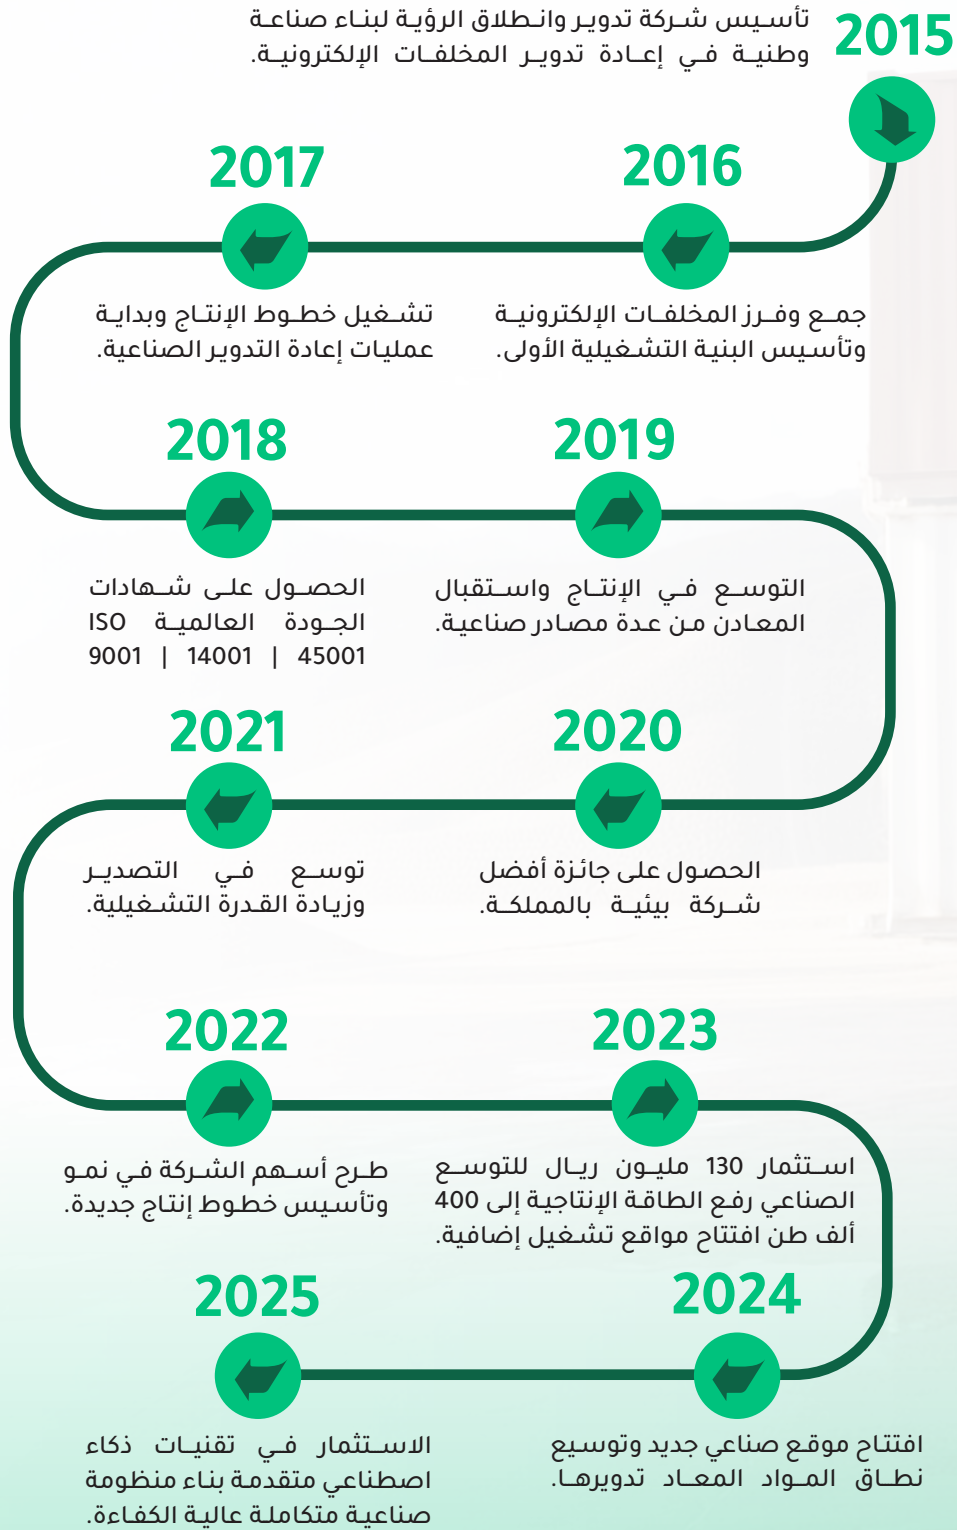 2015
تأسيس شركة تدوير وانطلاق الرؤية لبناء صناعة
وطنية في إعادة تدوير المخلفات الإلكترونية.
2016
جمع وفرز المخلفات الإلكترونية
وتأسيس البنية التشغيلية الأولى.
2017
تشغيل خطوط الإنتاج وبداية
عمليات إعادة التدوير الصناعية.
2018
الحصول على شهادات
الجودة العالمية ISO
9001 | 14001 | 45001
2019
التوسع في الإنتاج واستقبال
المعادن من عدة مصادر صناعية.
2020
الحصول على جائزة أفضل
شركة بيئية بالمملكة.
2021
توسع في التصدير
وزيادة القدرة التشغيلية.
2022
طرح أسهم الشركة في نمو
وتأسيس خطوط إنتاج جديدة.
2023
استثمار 130 مليون ريال للتوسع
الصناعي رفع الطاقة الإنتاجية إلى 400
ألف طن افتتاح مواقع تشغيل إضافية.
2024
افتتاح موقع صناعي جديد وتوسيع
نطاق المواد المعاد تدويرها.
2025
الاستثمار في تقنيات ذكاء
اصطناعي متقدمة بناء منظومة
صناعية متكاملة عالية الكفاءة.